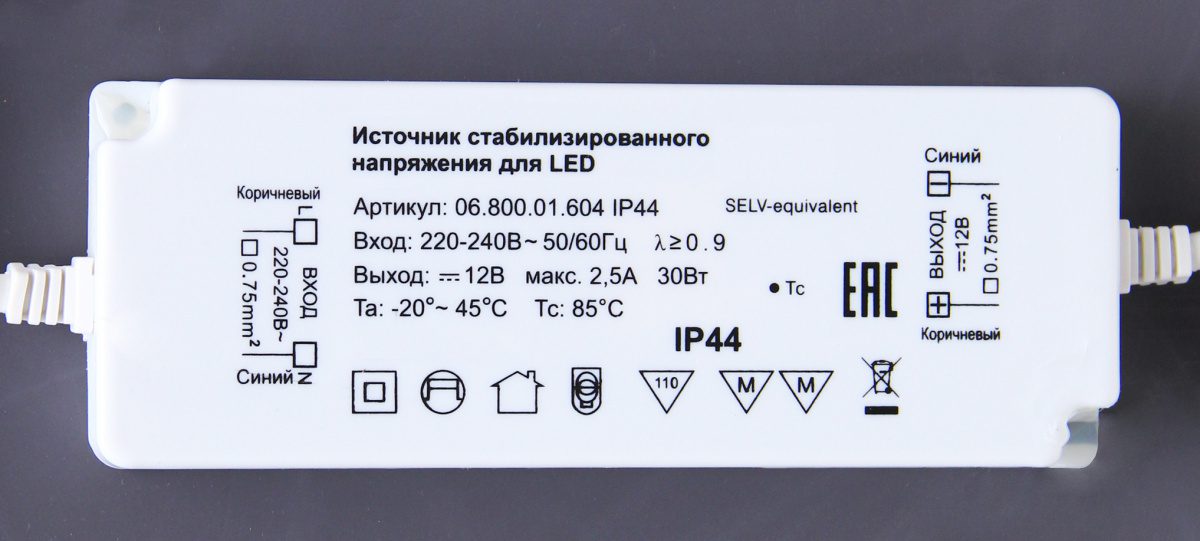 Источник стабилизированного
напряжения для LED
Артикул: 06.800.01.604 IP44
SELV-equivalent
Вход: 220-240В~ 50/60Гц λ≥0.9
Выход: ⎓12В макс. 2,5А 30Вт
Ta: -20°~ 45°C Tc: 85°C
Tc
EAC
IP44
110
M
M
Коричневый
L
ВХОД
220-240В~
0.75mm²
N
Синий
Синий
ВЫХОД
⎓12В
0.75mm²
Коричневый